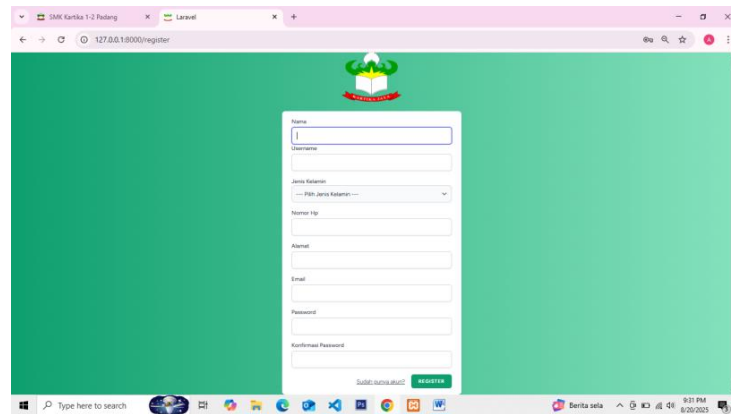 SMK Kartika 1-2 Padang
Laravel
127.0.0.1:8000/register
A
KARTIKA JAYA
Name
Username
Jenis Kelamin
--- Pilih Jenis Kelamin ---
Nomor Hp
Alamat
Email
Password
Konfirmasi Password
Sudah punya akun?
REGISTER
Type here to search
Berita sela
9:31 PM
8/20/2025